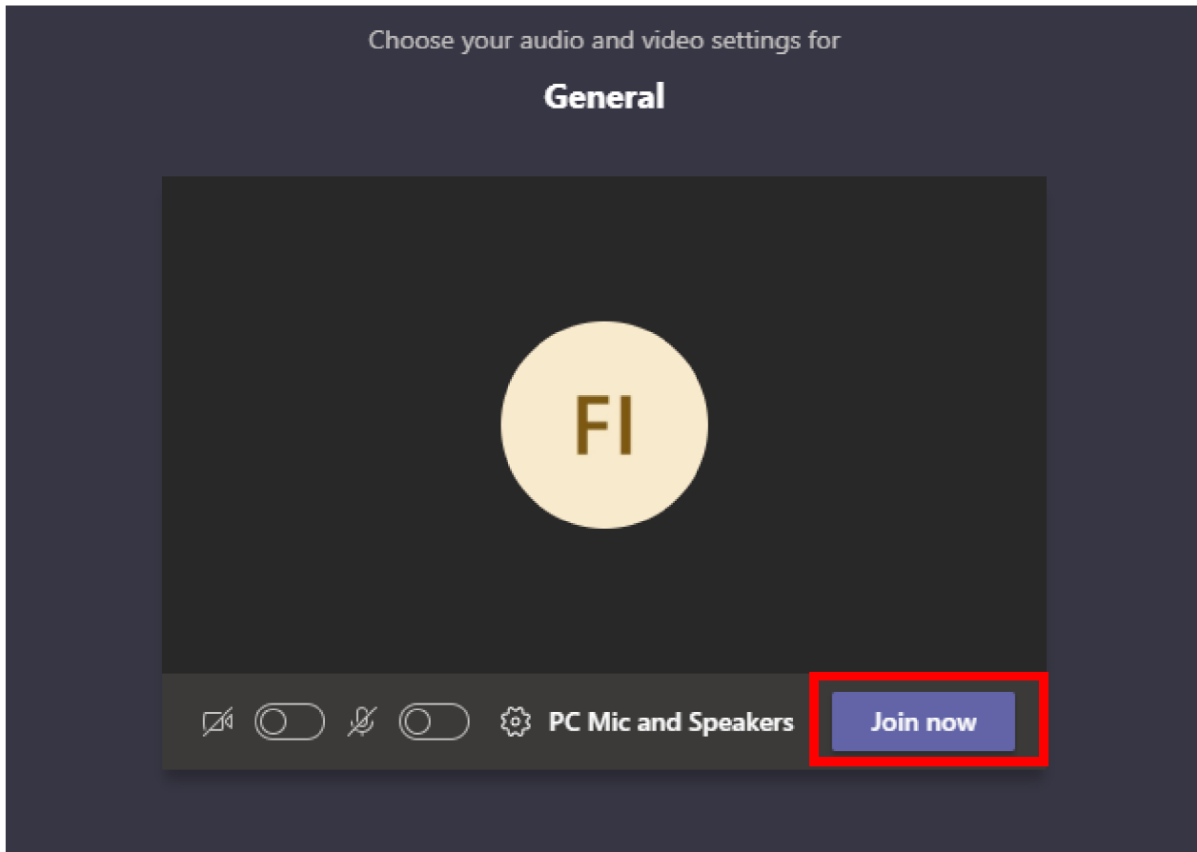 Choose your audio and video settings for
General
FI
PC Mic and Speakers
Join now